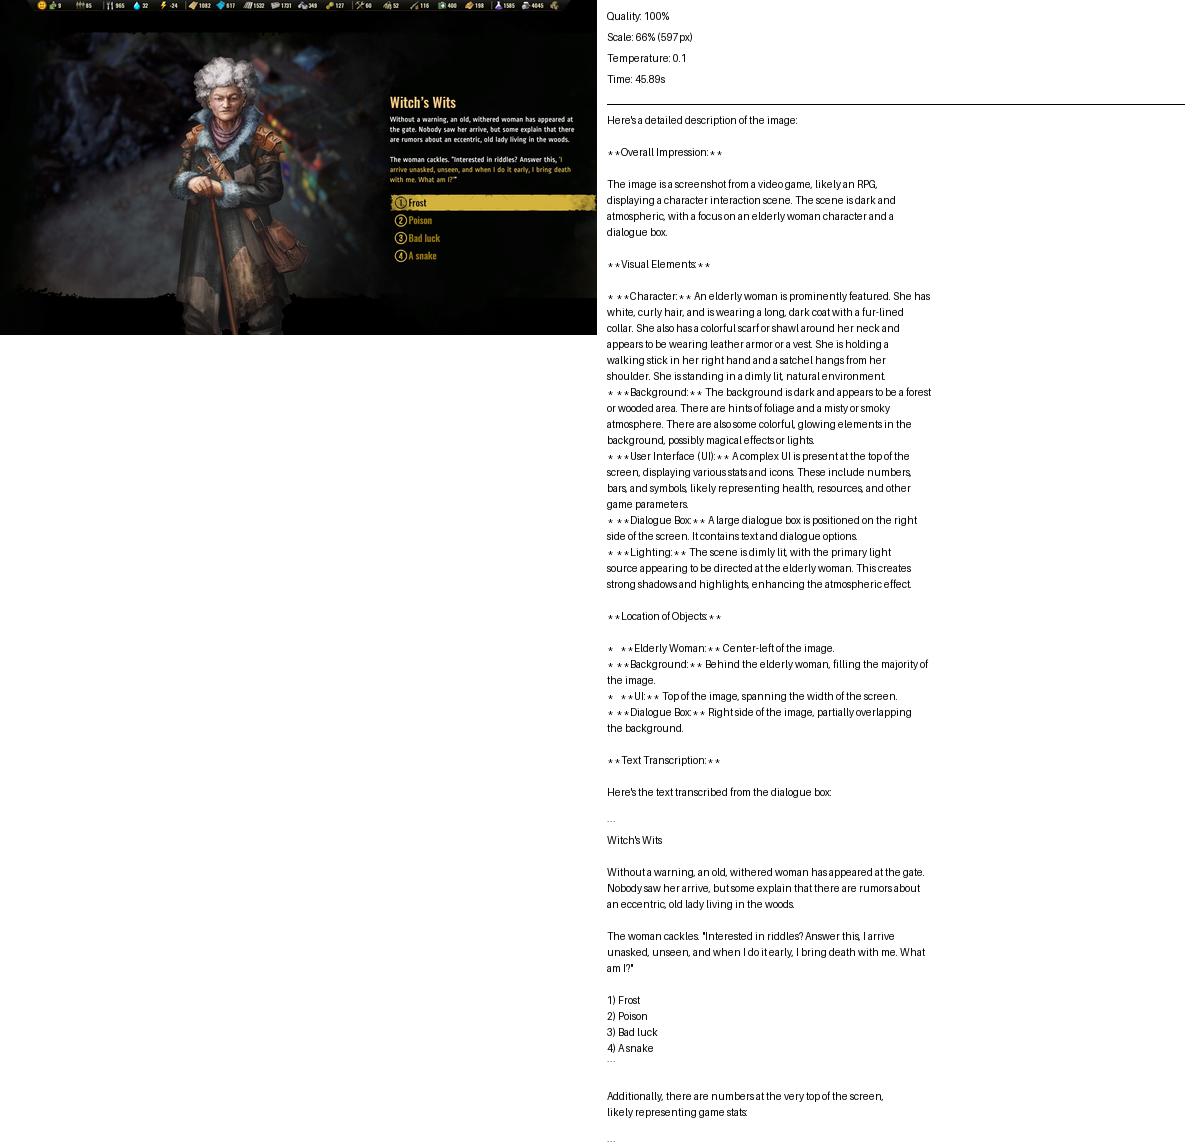 9 85 965 32 -24 1082 617 1532 1731 349 127 60 52 116 400 198 1585 4045
Witch's Wits
Without a warning, an old, withered woman has appeared at
the gate. Nobody saw her arrive, but some explain that there
are rumors about an eccentric, old lady living in the woods.
The woman cackles. "Interested in riddles? Answer this, 'I
arrive unasked, unseen, and when I do it early, I bring death
with me. What am I?'"
1 Frost
2 Poison
3 Bad luck
4 A snake
Quality: 100%
Scale: 66% (597px)
Temperature: 0.1
Time: 45.89s
Here's a detailed description of the image:
**Overall Impression:**
The image is a screenshot from a video game, likely an RPG,
displaying a character interaction scene. The scene is dark and
atmospheric, with a focus on an elderly woman character and a
dialogue box.
**Visual Elements:**
* **Character:** An elderly woman is prominently featured. She has
white, curly hair, and is wearing a long, dark coat with a fur-lined
collar. She also has a colorful scarf or shawl around her neck and
appears to be wearing leather armor or a vest. She is holding a
walking stick in her right hand and a satchel hangs from her
shoulder. She is standing in a dimly lit, natural environment.
* **Background:** The background is dark and appears to be a forest
or wooded area. There are hints of foliage and a misty or smoky
atmosphere. There are also some colorful, glowing elements in the
background, possibly magical effects or lights.
* **User Interface (UI):** A complex UI is present at the top of the
screen, displaying various stats and icons. These include numbers,
bars, and symbols, likely representing health, resources, and other
game parameters.
* **Dialogue Box:** A large dialogue box is positioned on the right
side of the screen. It contains text and dialogue options.
* **Lighting:** The scene is dimly lit, with the primary light
source appearing to be directed at the elderly woman. This creates
strong shadows and highlights, enhancing the atmospheric effect.
**Location of Objects:**
* **Elderly Woman:** Center-left of the image.
* **Background:** Behind the elderly woman, filling the majority of
the image.
* **UI:** Top of the image, spanning the width of the screen.
* **Dialogue Box:** Right side of the image, partially overlapping
the background.
**Text Transcription:**
Here's the text transcribed from the dialogue box:
```
Witch's Wits
Without a warning, an old, withered woman has appeared at the gate.
Nobody saw her arrive, but some explain that there are rumors about
an eccentric, old lady living in the woods.
The woman cackles. "Interested in riddles? Answer this, I arrive
unasked, unseen, and when I do it early, I bring death with me. What
am I?"
1) Frost
2) Poison
3) Bad luck
4) A snake
```
Additionally, there are numbers at the very top of the screen,
likely representing game stats:
```